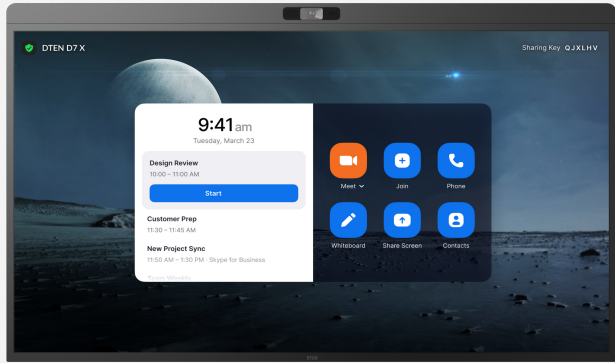 DTEN D7 X
Sharing Key QJXLHV
9:41am
Tuesday, March 23
Design Review
10:00 – 11:00 AM
Start
Customer Prep
11:30 – 11:45 AM
New Project Sync
11:50 AM – 1:30 PM · Skype for Business
Team Weekly
Meet
Join
Phone
Whiteboard
Share Screen
Contacts